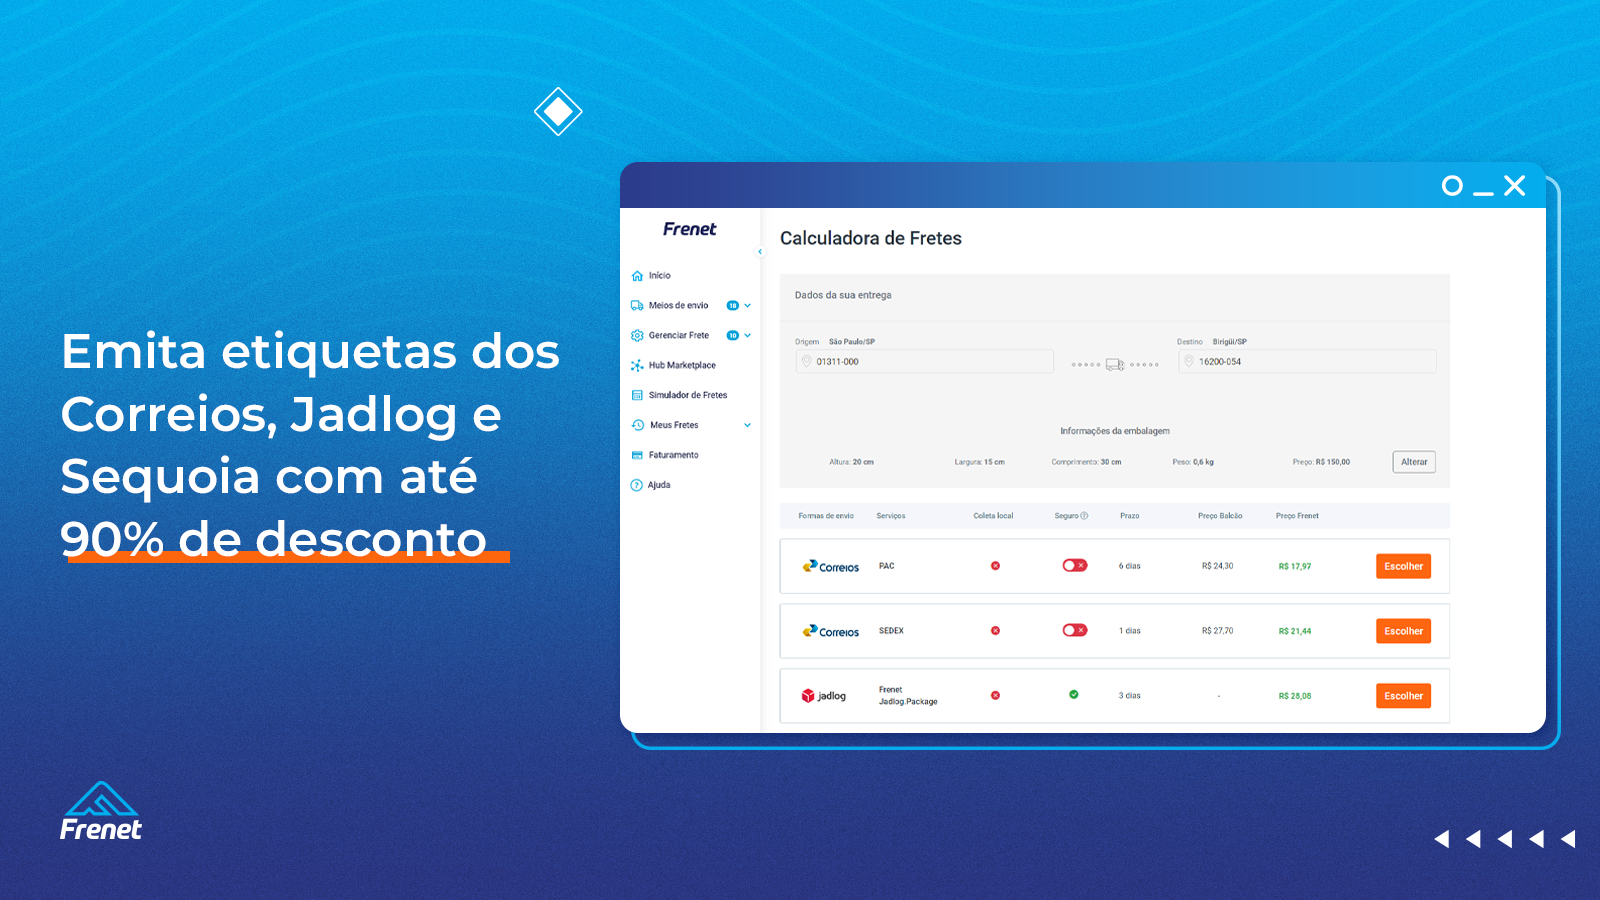 Emita etiquetas dos
Correios, Jadlog e
Sequoia com até
90% de desconto
Frenet
Frenet
Início
Meios de envio 18
Gerenciar Frete 10
Hub Marketplace
Simulador de Fretes
Meus Fretes
Faturamento
Ajuda
Calculadora de Fretes
Dados da sua entrega
Origem São Paulo/SP
01311-000
Destino Birigüi/SP
16200-054
Informações da embalagem
Altura: 20 cm Largura: 15 cm Comprimento: 30 cm Peso: 0,6 kg Preço: R$ 150,00 Alterar
Formas de envio Serviços Coleta local Seguro ? Prazo Preço Balcão Preço Frenet
Correios PAC 6 dias R$ 24,30 R$ 17,97 Escolher
Correios SEDEX 1 dias R$ 27,70 R$ 21,44 Escolher
jadlog Frenet
Jadlog.Package 3 dias - R$ 28,08 Escolher